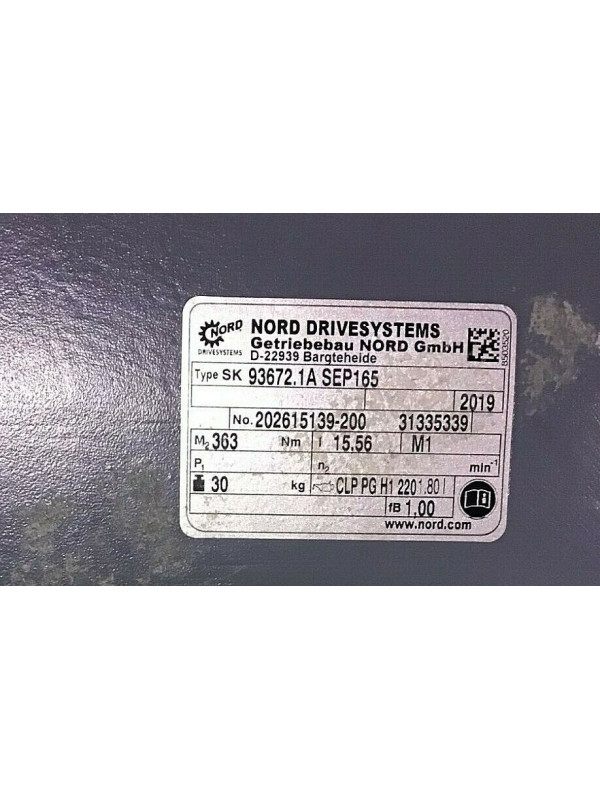 NORD
DRIVESYSTEMS
NORD DRIVESYSTEMS
Getriebebau NORD GmbH
D-22939 Bargteheide
Type SK 93672.1A SEP165
2019
No. 202615139-200 31335339
M2 363 Nm i 15.56 M1
P1 n2 min-1
30 kg CLP PG H1 220 1.80 l
fB 1.00
www.nord.com